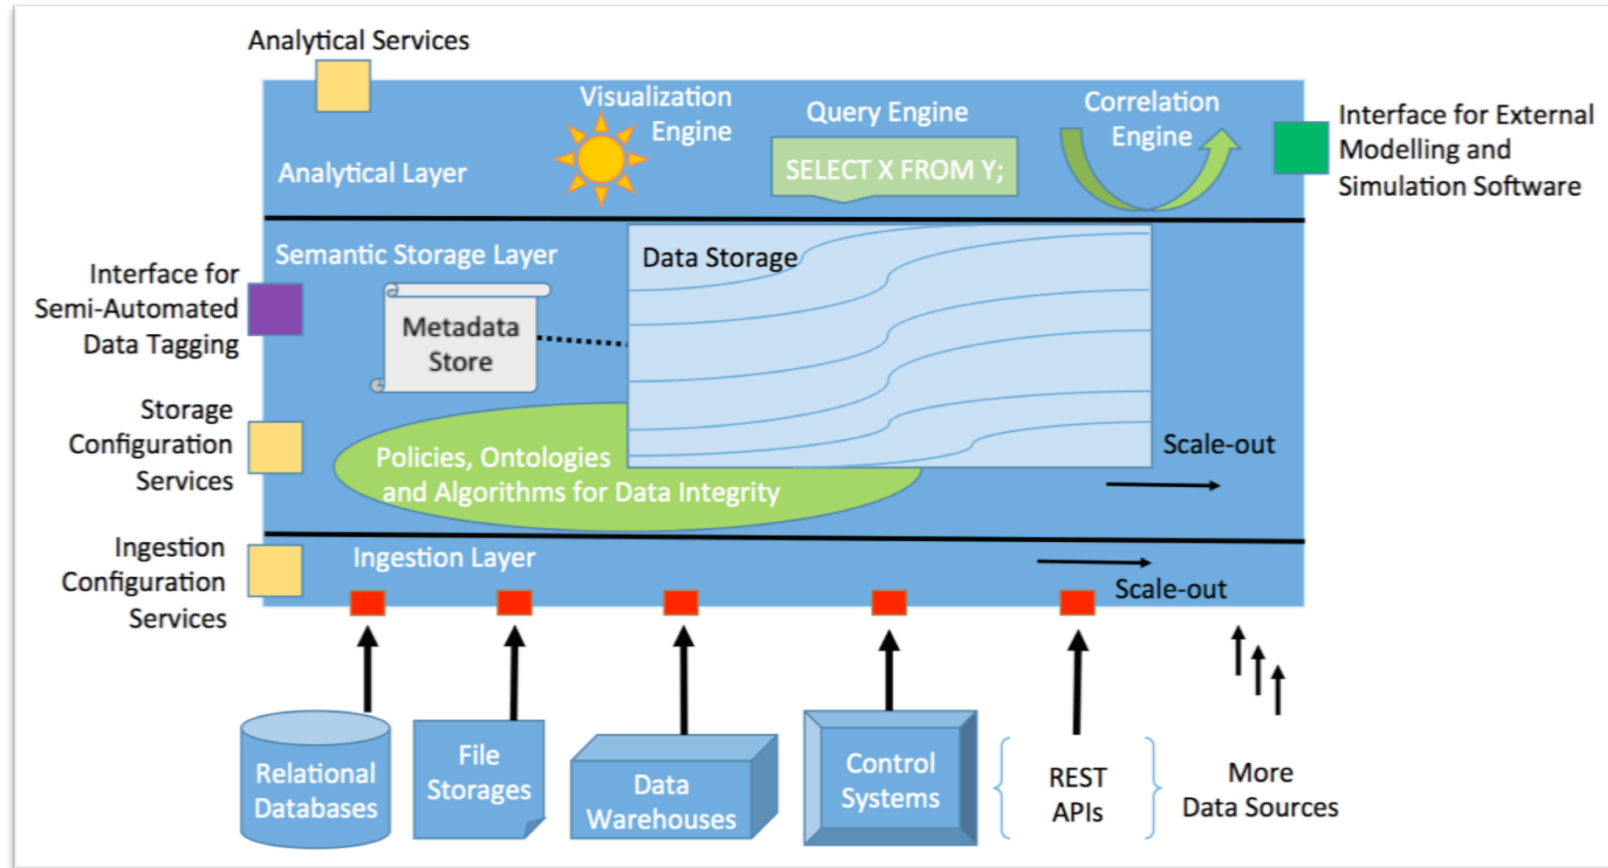 Analytical Services
Visualization
Engine
Query Engine
SELECT X FROM Y;
Correlation
Engine
Interface for External
Modelling and
Simulation Software
Analytical Layer
Semantic Storage Layer
Data Storage
Interface for
Semi-Automated
Data Tagging
Metadata
Store
Storage
Configuration
Services
Policies, Ontologies
and Algorithms for Data Integrity
Scale-out
Ingestion
Configuration
Services
Ingestion Layer
Scale-out
Relational
Databases
File
Storages
Data
Warehouses
Control
Systems
REST
APIs
More
Data Sources